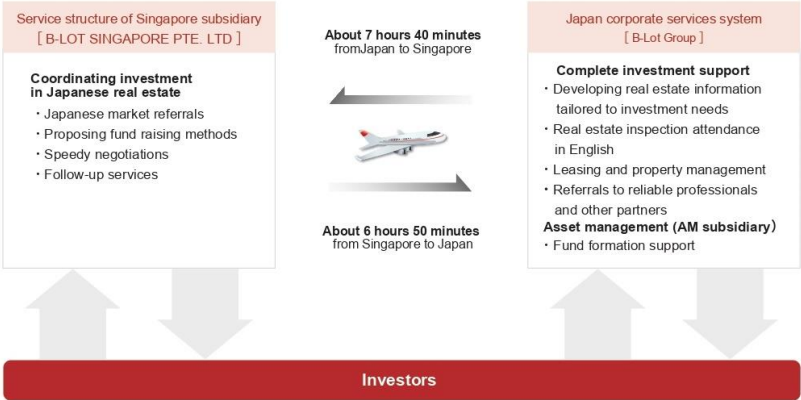 Service structure of Singapore subsidiary
[ B-LOT SINGAPORE PTE. LTD ]
Coordinating investment
in Japanese real estate
・Japanese market referrals
・Proposing fund raising methods
・Speedy negotiations
・Follow-up services
About 7 hours 40 minutes
fromJapan to Singapore
About 6 hours 50 minutes
from Singapore to Japan
Japan corporate services system
[ B-Lot Group ]
Complete investment support
・Developing real estate information
tailored to investment needs
・Real estate inspection attendance
in English
・Leasing and property management
・Referrals to reliable professionals
and other partners
Asset management (AM subsidiary）
・Fund formation support
Investors